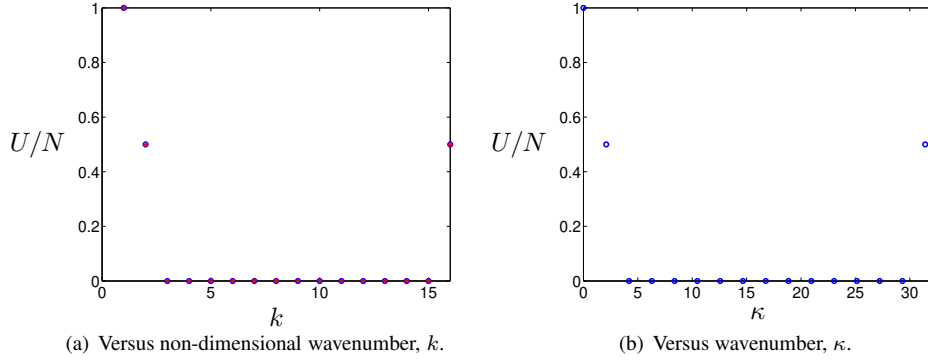 1
0.8
0.6
U/N
0.4
0.2
0
0 5 10 15
k
(a) Versus non-dimensional wavenumber, k.
1
0.8
0.6
U/N
0.4
0.2
0
0 5 10 15 20 25 30
κ
(b) Versus wavenumber, κ.